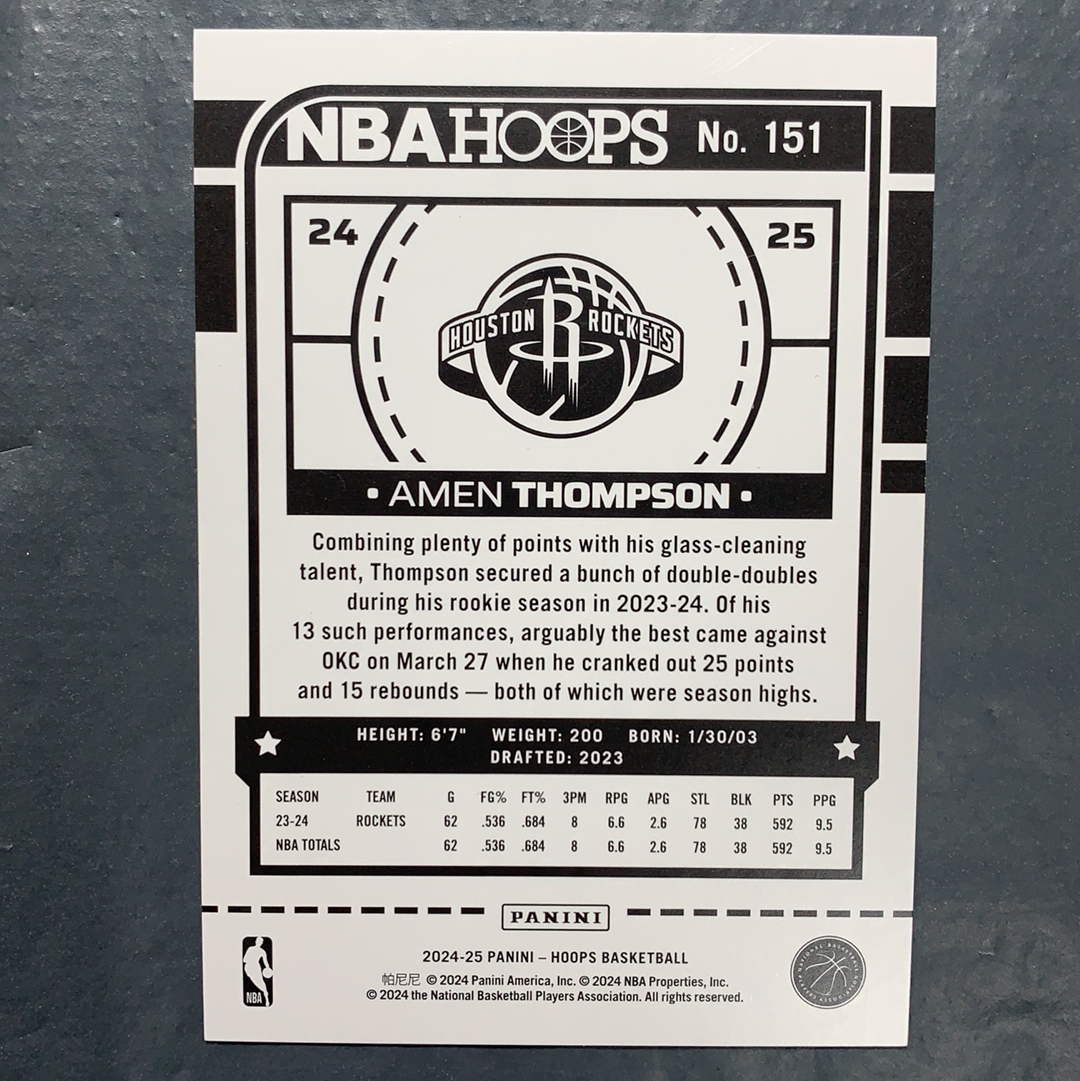 NBA HOOPS No. 151
24 25
HOUSTON R ROCKETS
• AMEN THOMPSON •
Combining plenty of points with his glass-cleaning
talent, Thompson secured a bunch of double-doubles
during his rookie season in 2023-24. Of his
13 such performances, arguably the best came against
OKC on March 27 when he cranked out 25 points
and 15 rebounds — both of which were season highs.
HEIGHT: 6'7" WEIGHT: 200 BORN: 1/30/03
DRAFTED: 2023
SEASON TEAM G FG% FT% 3PM RPG APG STL BLK PTS PPG
23-24 ROCKETS 62 .536 .684 8 6.6 2.6 78 38 592 9.5
NBA TOTALS 62 .536 .684 8 6.6 2.6 78 38 592 9.5
PANINI
2024-25 PANINI – HOOPS BASKETBALL
帕尼尼 © 2024 Panini America, Inc. © 2024 NBA Properties, Inc.
© 2024 the National Basketball Players Association. All rights reserved.
NBA
NATIONAL BASKETBALL PLAYERS ASSOCIATION